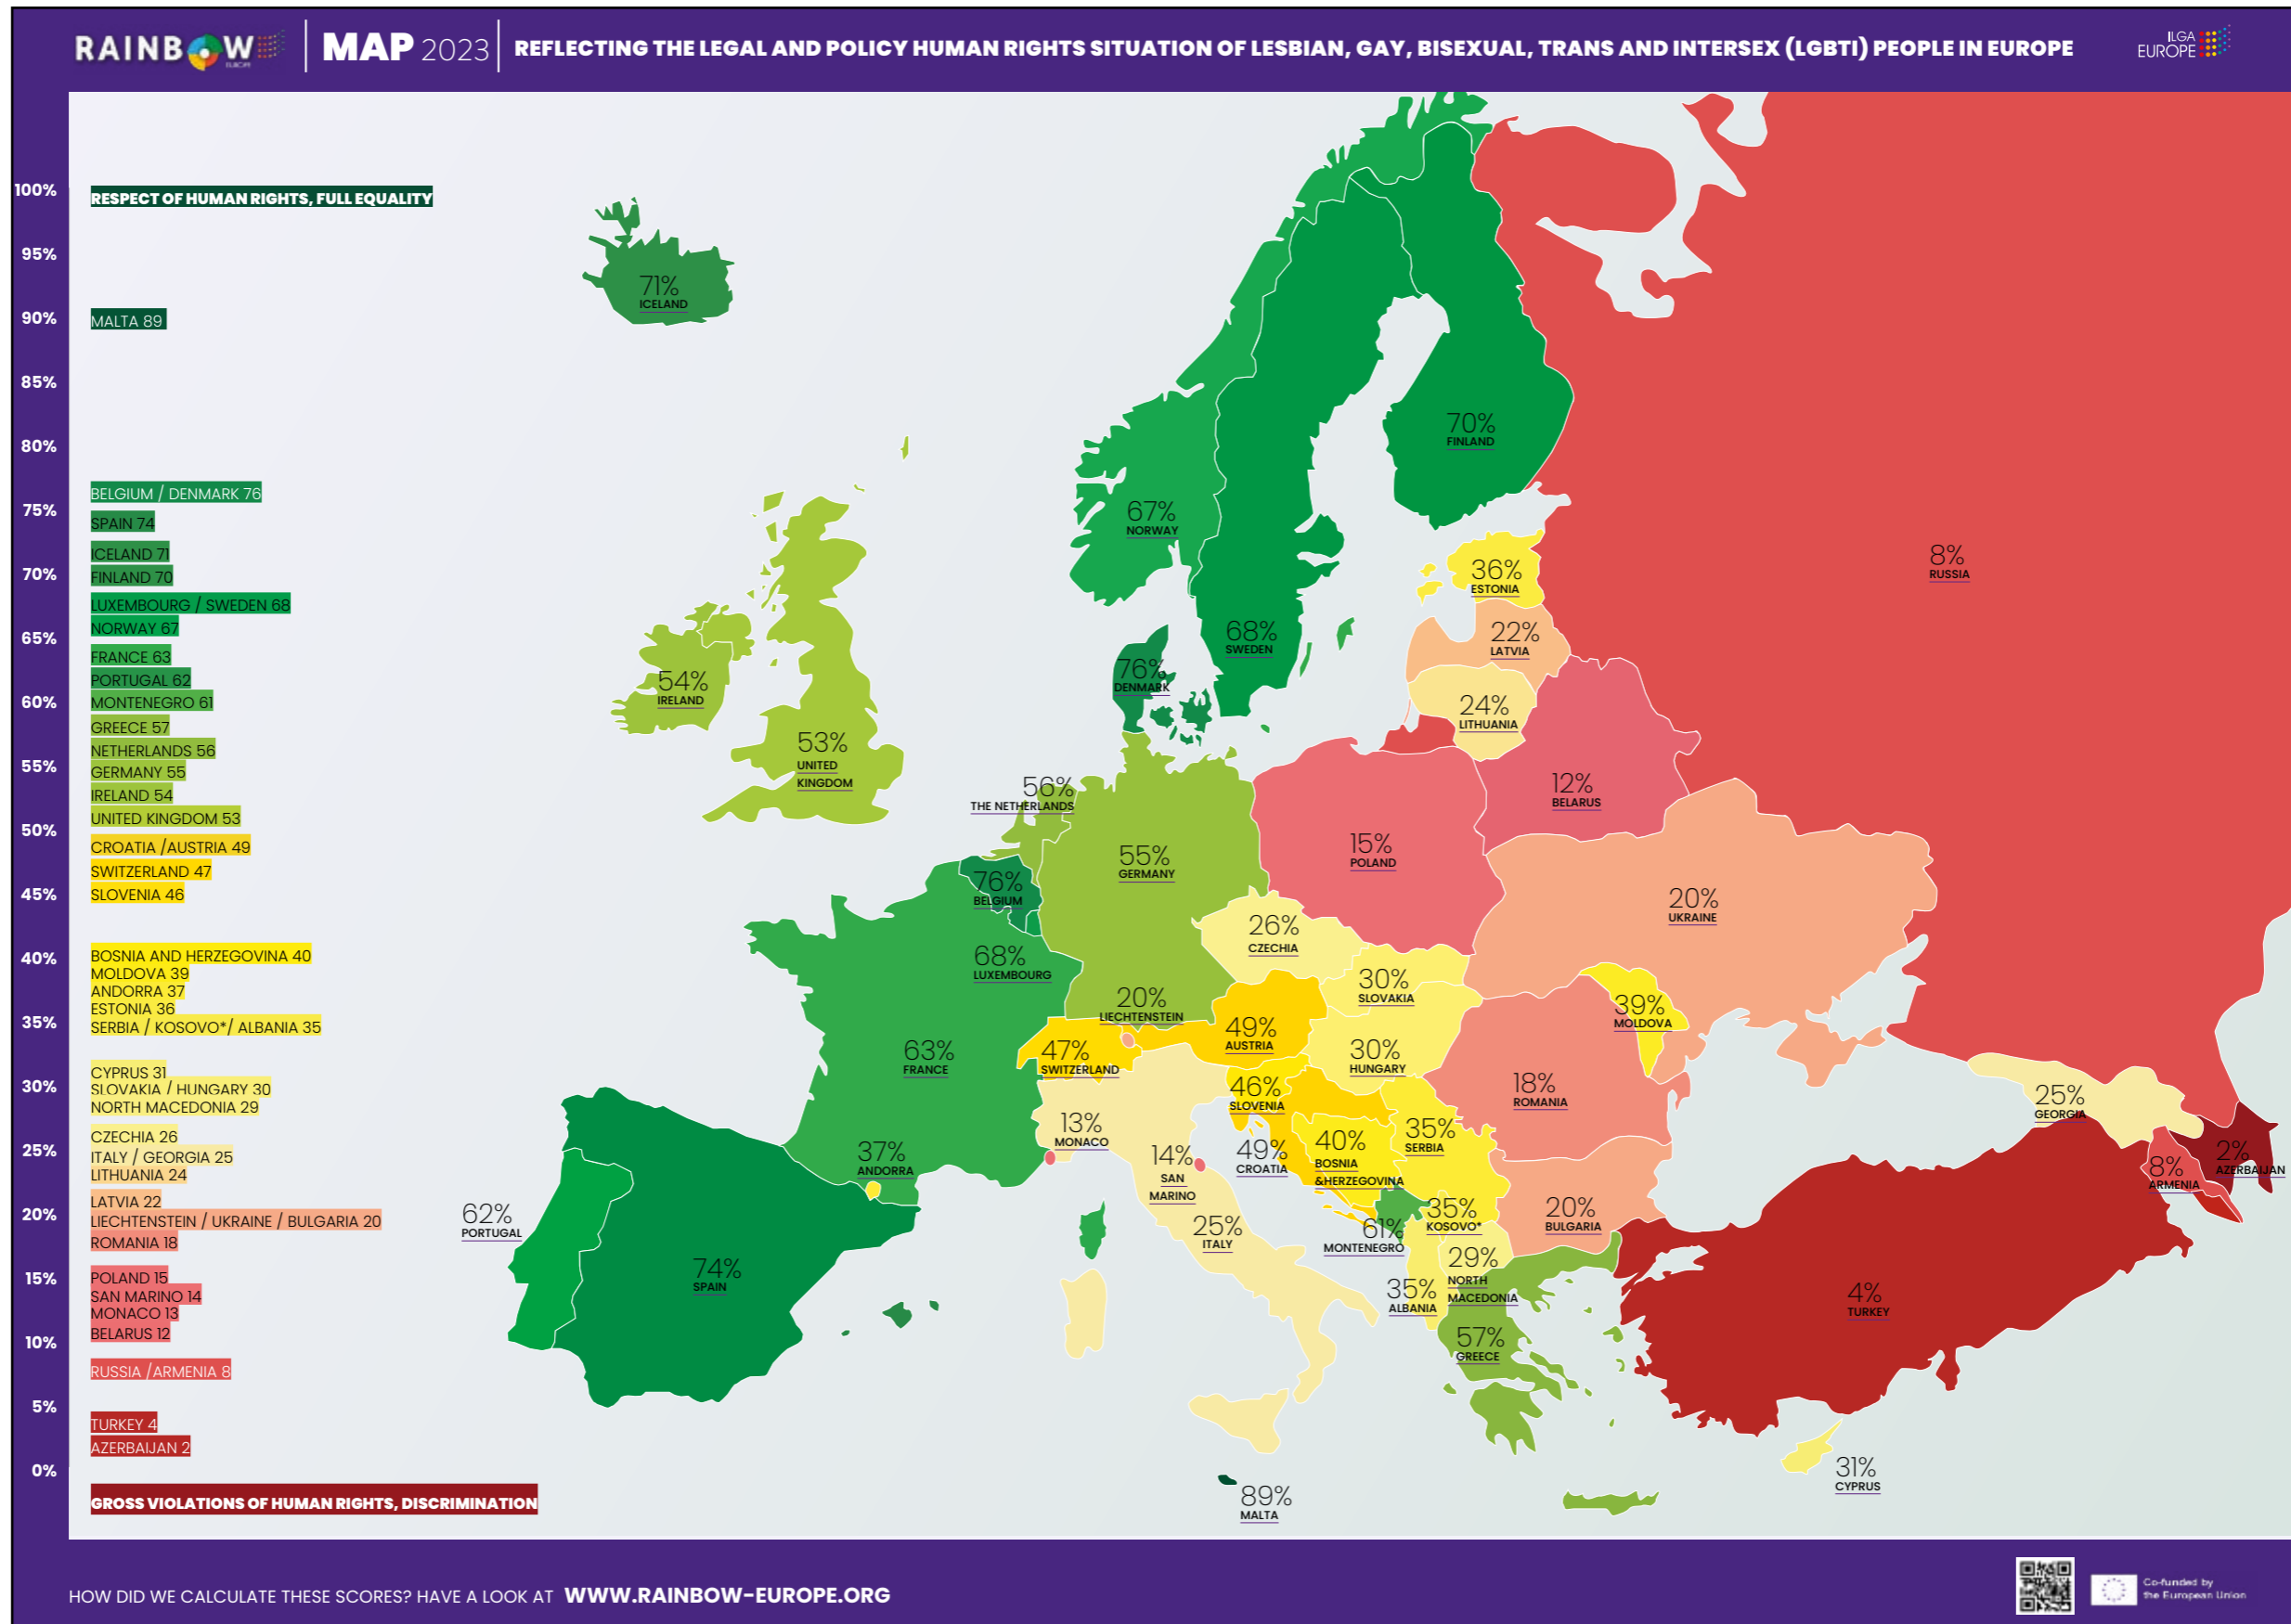 RAINBOW EUROPE
MAP 2023
REFLECTING THE LEGAL AND POLICY HUMAN RIGHTS SITUATION OF LESBIAN, GAY, BISEXUAL, TRANS AND INTERSEX (LGBTI) PEOPLE IN EUROPE
ILGA
EUROPE
100%
95%
90%
85%
80%
75%
70%
65%
60%
55%
50%
45%
40%
35%
30%
25%
20%
15%
10%
5%
0%
RESPECT OF HUMAN RIGHTS, FULL EQUALITY
MALTA 89
BELGIUM / DENMARK 76
SPAIN 74
ICELAND 71
FINLAND 70
LUXEMBOURG / SWEDEN 68
NORWAY 67
FRANCE 63
PORTUGAL 62
MONTENEGRO 61
GREECE 57
NETHERLANDS 56
GERMANY 55
IRELAND 54
UNITED KINGDOM 53
CROATIA /AUSTRIA 49
SWITZERLAND 47
SLOVENIA 46
BOSNIA AND HERZEGOVINA 40
MOLDOVA 39
ANDORRA 37
ESTONIA 36
SERBIA / KOSOVO*/ ALBANIA 35
CYPRUS 31
SLOVAKIA / HUNGARY 30
NORTH MACEDONIA 29
CZECHIA 26
ITALY / GEORGIA 25
LITHUANIA 24
LATVIA 22
LIECHTENSTEIN / UKRAINE / BULGARIA 20
ROMANIA 18
POLAND 15
SAN MARINO 14
MONACO 13
BELARUS 12
RUSSIA /ARMENIA 8
TURKEY 4
AZERBAIJAN 2
GROSS VIOLATIONS OF HUMAN RIGHTS, DISCRIMINATION
71%
ICELAND
70%
FINLAND
67%
NORWAY
8%
RUSSIA
36%
ESTONIA
68%
SWEDEN
22%
LATVIA
76%
DENMARK
54%
IRELAND
24%
LITHUANIA
53%
UNITED
KINGDOM
56%
THE NETHERLANDS
12%
BELARUS
55%
GERMANY
15%
POLAND
76%
BELGIUM
20%
UKRAINE
26%
CZECHIA
68%
LUXEMBOURG
30%
SLOVAKIA
20%
LIECHTENSTEIN
39%
MOLDOVA
49%
AUSTRIA
63%
FRANCE
47%
SWITZERLAND
30%
HUNGARY
46%
SLOVENIA
18%
ROMANIA
25%
GEORGIA
13%
MONACO
35%
SERBIA
40%
BOSNIA
&HERZEGOVINA
49%
CROATIA
14%
SAN
MARINO
37%
ANDORRA
2%
AZERBAIJAN
8%
ARMENIA
62%
PORTUGAL
25%
ITALY
61%
MONTENEGRO
35%
KOSOVO*
20%
BULGARIA
74%
SPAIN
29%
NORTH
MACEDONIA
35%
ALBANIA
4%
TURKEY
57%
GREECE
31%
CYPRUS
89%
MALTA
HOW DID WE CALCULATE THESE SCORES? HAVE A LOOK AT WWW.RAINBOW-EUROPE.ORG
Co-funded by
the European Union